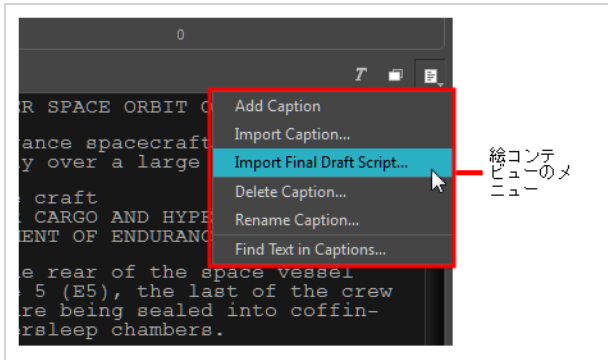 0
T
ER SPACE ORBIT
Add Caption
rance spacecraft
Import Caption...
y over a large
Import Final Draft Script...
craft
Delete Caption...
CARGO AND HYPE
Rename Caption...
MENT OF ENDURANC
Find Text in Captions...
e rear of the space vessel
5 (E5), the last of the crew
re being sealed into coffin-
rsleep chambers.
絵コンテ
ビューのメ
ニュー